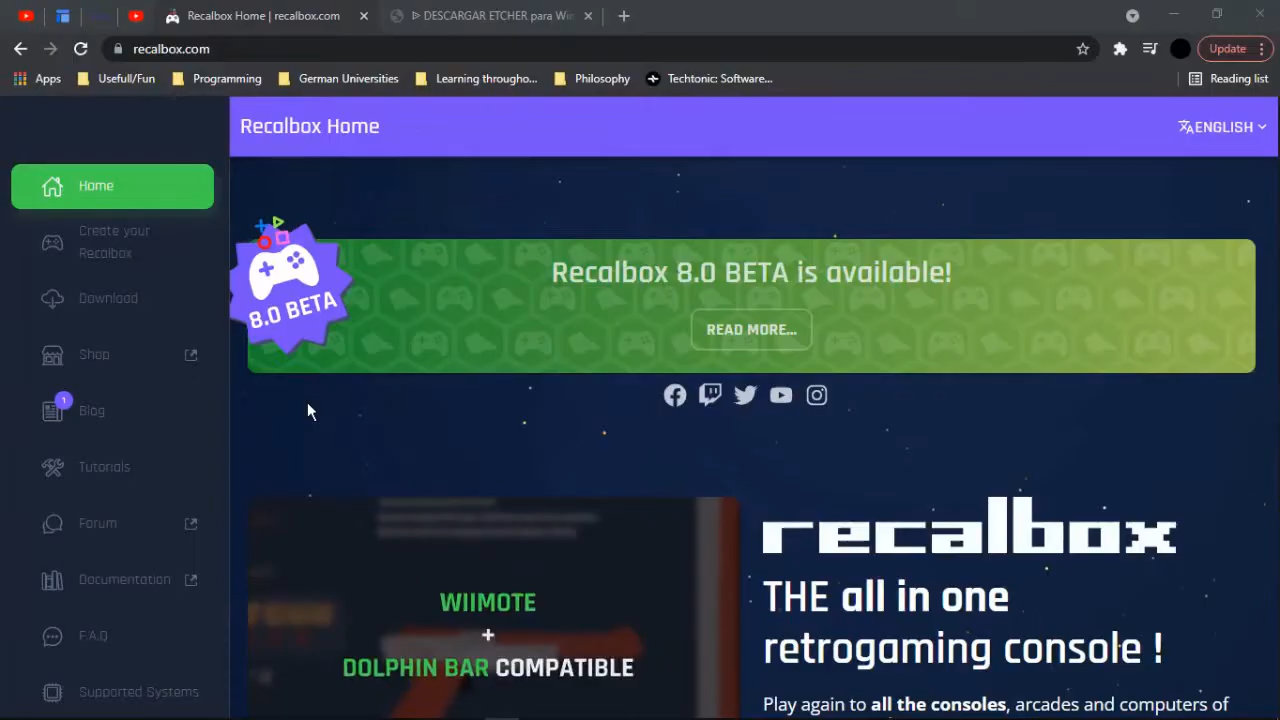 Recalbox Home | recalbox.com
ᐅ DESCARGAR ETCHER para Win
recalbox.com
Update
Apps
Usefull/Fun
Programming
German Universities
Learning througho...
Philosophy
Techtonic: Software...
Reading list
Recalbox Home
ENGLISH
Home
Create your
Recalbox
Download
Shop
1
Blog
Tutorials
Forum
Documentation
F.A.Q
Supported Systems
8.0 BETA
Recalbox 8.0 BETA is available!
READ MORE...
WIIMOTE
+
DOLPHIN BAR COMPATIBLE
recalbox
THE all in one
retrogaming console !
Play again to all the consoles, arcades and computers of